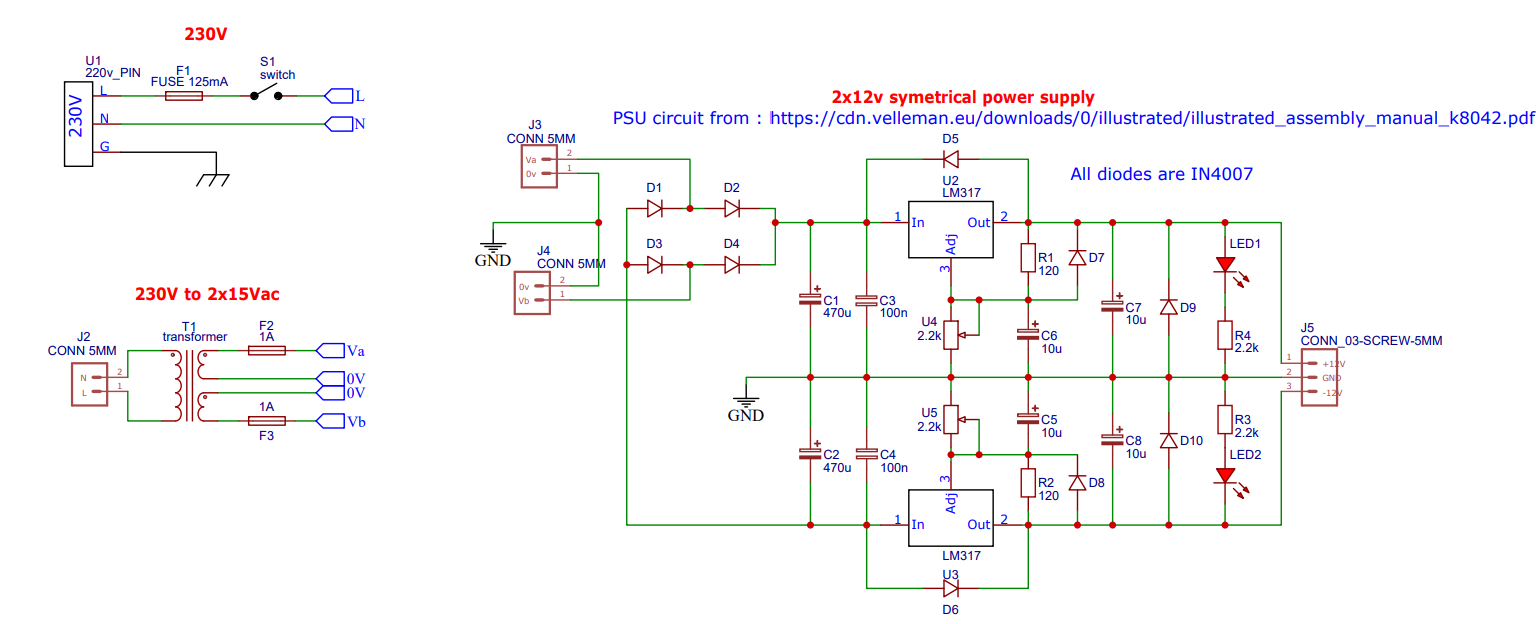 230V
U1
220v_PIN
F1
FUSE 125mA
S1
switch
230V
L
N
G
L
N
230V to 2x15Vac
J2
CONN 5MM
N
L
2
1
T1
transformer
F2
1A
1A
F3
Va
0V
0V
Vb
2x12v symetrical power supply
PSU circuit from : https://cdn.velleman.eu/downloads/0/illustrated/illustrated_assembly_manual_k8042.pdf
All diodes are IN4007
J3
CONN 5MM
Va
0v
2
1
GND
J4
CONN 5MM
0v
Vb
2
1
D1
D2
D3
D4
D5
U2
LM317
1
In
Out
2
Adj
3
C1
470u
C3
100n
U4
2.2k
R1
120
D7
C6
10u
C7
10u
D9
LED1
R4
2.2k
J5
CONN_03-SCREW-5MM
1
2
3
+12V
GND
-12V
GND
C2
470u
C4
100n
U5
2.2k
C5
10u
R2
120
D8
C8
10u
D10
R3
2.2k
LED2
3
Adj
1
In
Out
2
LM317
U3
D6